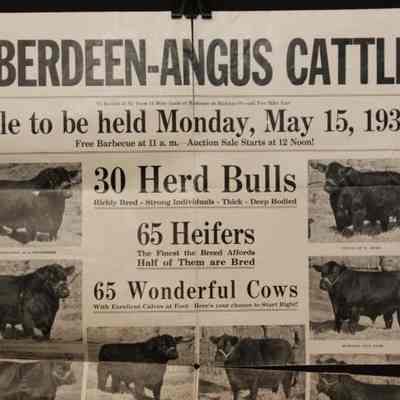 BERDEEN-ANGUS CATTLE
le to be held Monday, May 15, 193
Free Barbecue at 11 a. m. - Auction Sale Starts at 12 Noon!
30 Herd Bulls
Richly Bred - Strong Individuals - Thick - Deep Bodied
65 Heifers
The Finest the Breed Affords
Half of Them are Bred
65 Wonderful Cows
With Excellent Calves at Foot - Here's your chance to Start Right!